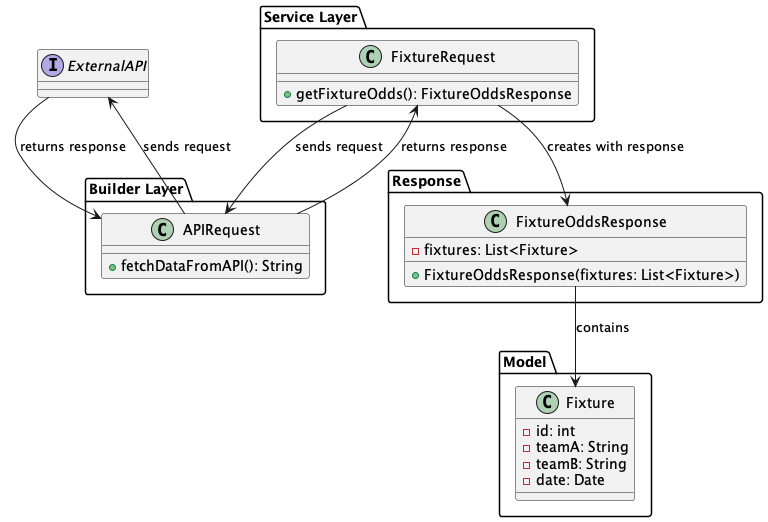 Service Layer
C FixtureRequest
getFixtureOdds(): FixtureOddsResponse
I ExternalAPI
returns response
sends request
sends request
returns response
creates with response
Builder Layer
C APIRequest
fetchDataFromAPI(): String
Response
C FixtureOddsResponse
fixtures: List<Fixture>
FixtureOddsResponse(fixtures: List<Fixture>)
contains
Model
C Fixture
id: int
teamA: String
teamB: String
date: Date